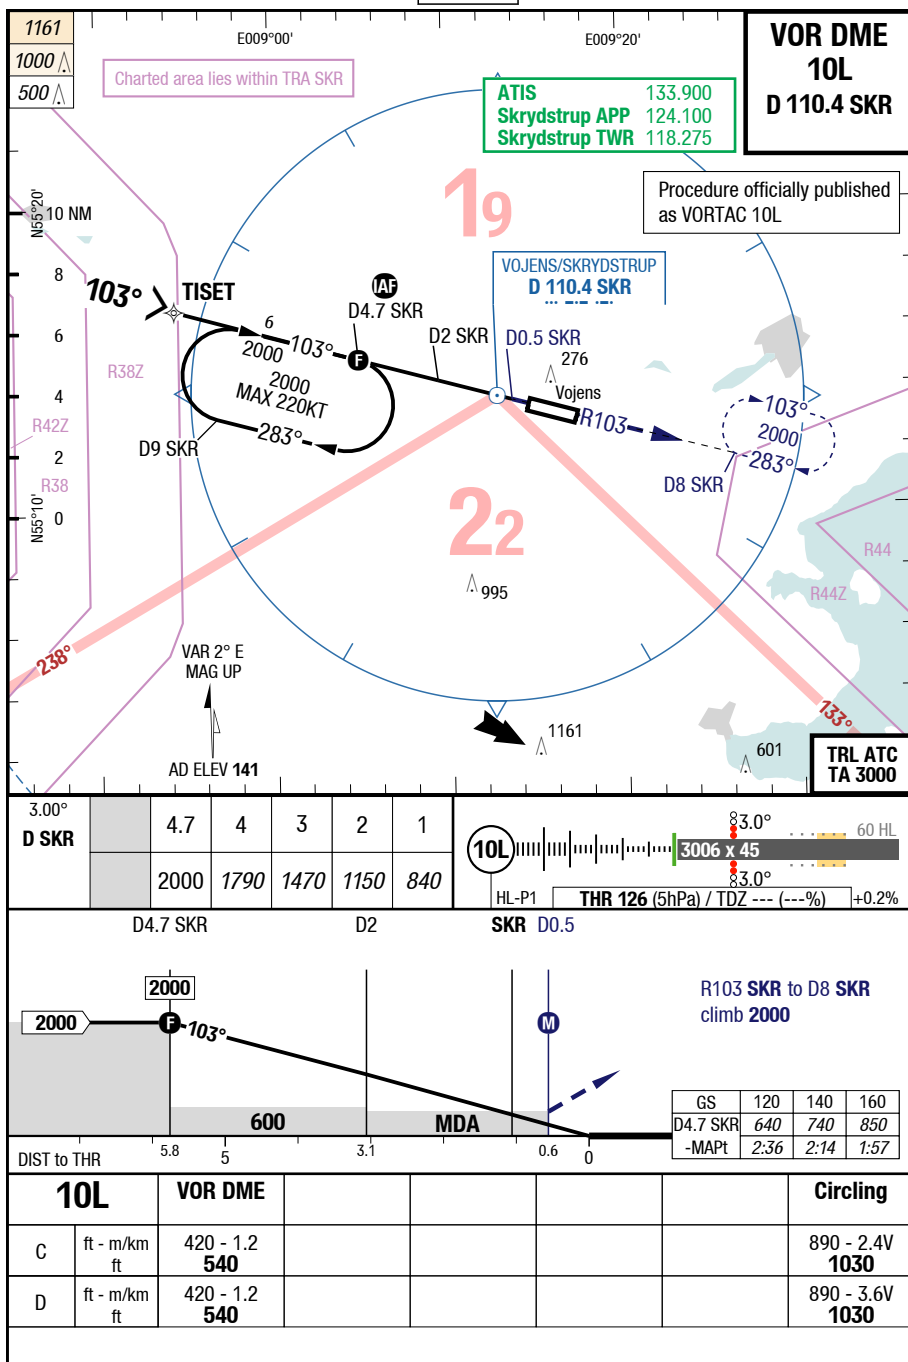 1161
1000
500
E009°00'
E009°20'
Charted area lies within TRA SKR
VOR DME
10L
D 110.4 SKR
ATIS 133.900
Skrydstrup APP 124.100
Skrydstrup TWR 118.275
Procedure officially published
as VORTAC 10L
19
22
N55°20'
N55°10'
10 NM
8
6
4
2
0
103°
TISET
IAF
D4.7 SKR
6
103°
2000
F
2000
MAX 220KT
283°
D9 SKR
D2 SKR
VOJENS/SKRYDSTRUP
D 110.4 SKR
D0.5 SKR
276
Vojens
R103
103°
2000
283°
D8 SKR
R38Z
R42Z
R38
R44
R44Z
995
238°
133°
VAR 2° E
MAG UP
AD ELEV 141
1161
601
TRL ATC
TA 3000
3.00°
D SKR
4.7 4 3 2 1
2000 1790 1470 1150 840
10L
HL-P1
3.0°
3006 x 45
60 HL
3.0°
THR 126 (5hPa) / TDZ --- (---%)
+0.2%
D4.7 SKR D2 SKR D0.5
2000
2000
F
103°
M
R103 SKR to D8 SKR
climb 2000
600
MDA
DIST to THR
5.8 5 3.1 0.6 0
GS 120 140 160
D4.7 SKR 640 740 850
-MAPt 2:36 2:14 1:57
10L VOR DME Circling
C ft - m/km 420 - 1.2 890 - 2.4V
ft 540 1030
D ft - m/km 420 - 1.2 890 - 3.6V
ft 540 1030